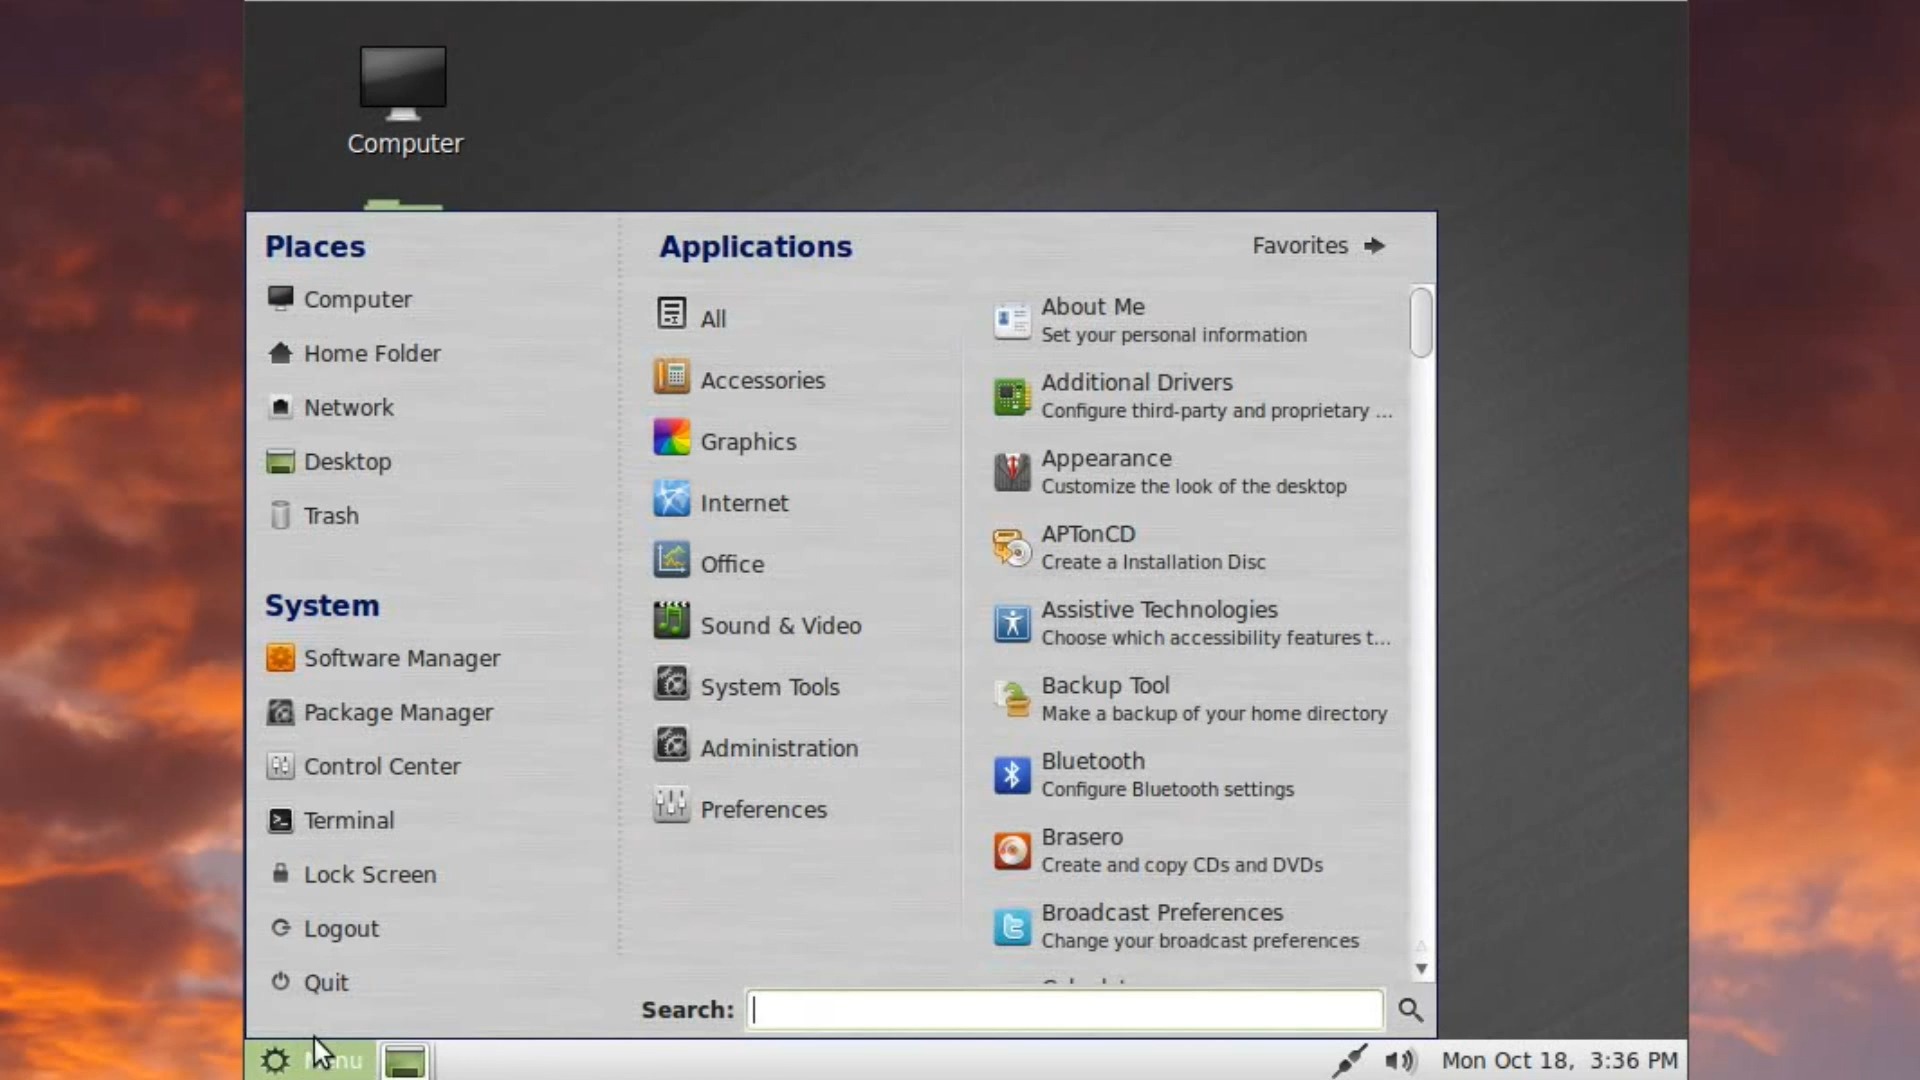 Computer
Places
Computer
Home Folder
Network
Desktop
Trash
System
Software Manager
Package Manager
Control Center
Terminal
Lock Screen
Logout
Quit
Applications
Favorites
All
Accessories
Graphics
Internet
Office
Sound & Video
System Tools
Administration
Preferences
About Me
Set your personal information
Additional Drivers
Configure third-party and proprietary ...
Appearance
Customize the look of the desktop
APTonCD
Create a Installation Disc
Assistive Technologies
Choose which accessibility features t...
Backup Tool
Make a backup of your home directory
Bluetooth
Configure Bluetooth settings
Brasero
Create and copy CDs and DVDs
Broadcast Preferences
Change your broadcast preferences
Search:
Menu
Mon Oct 18, 3:36 PM